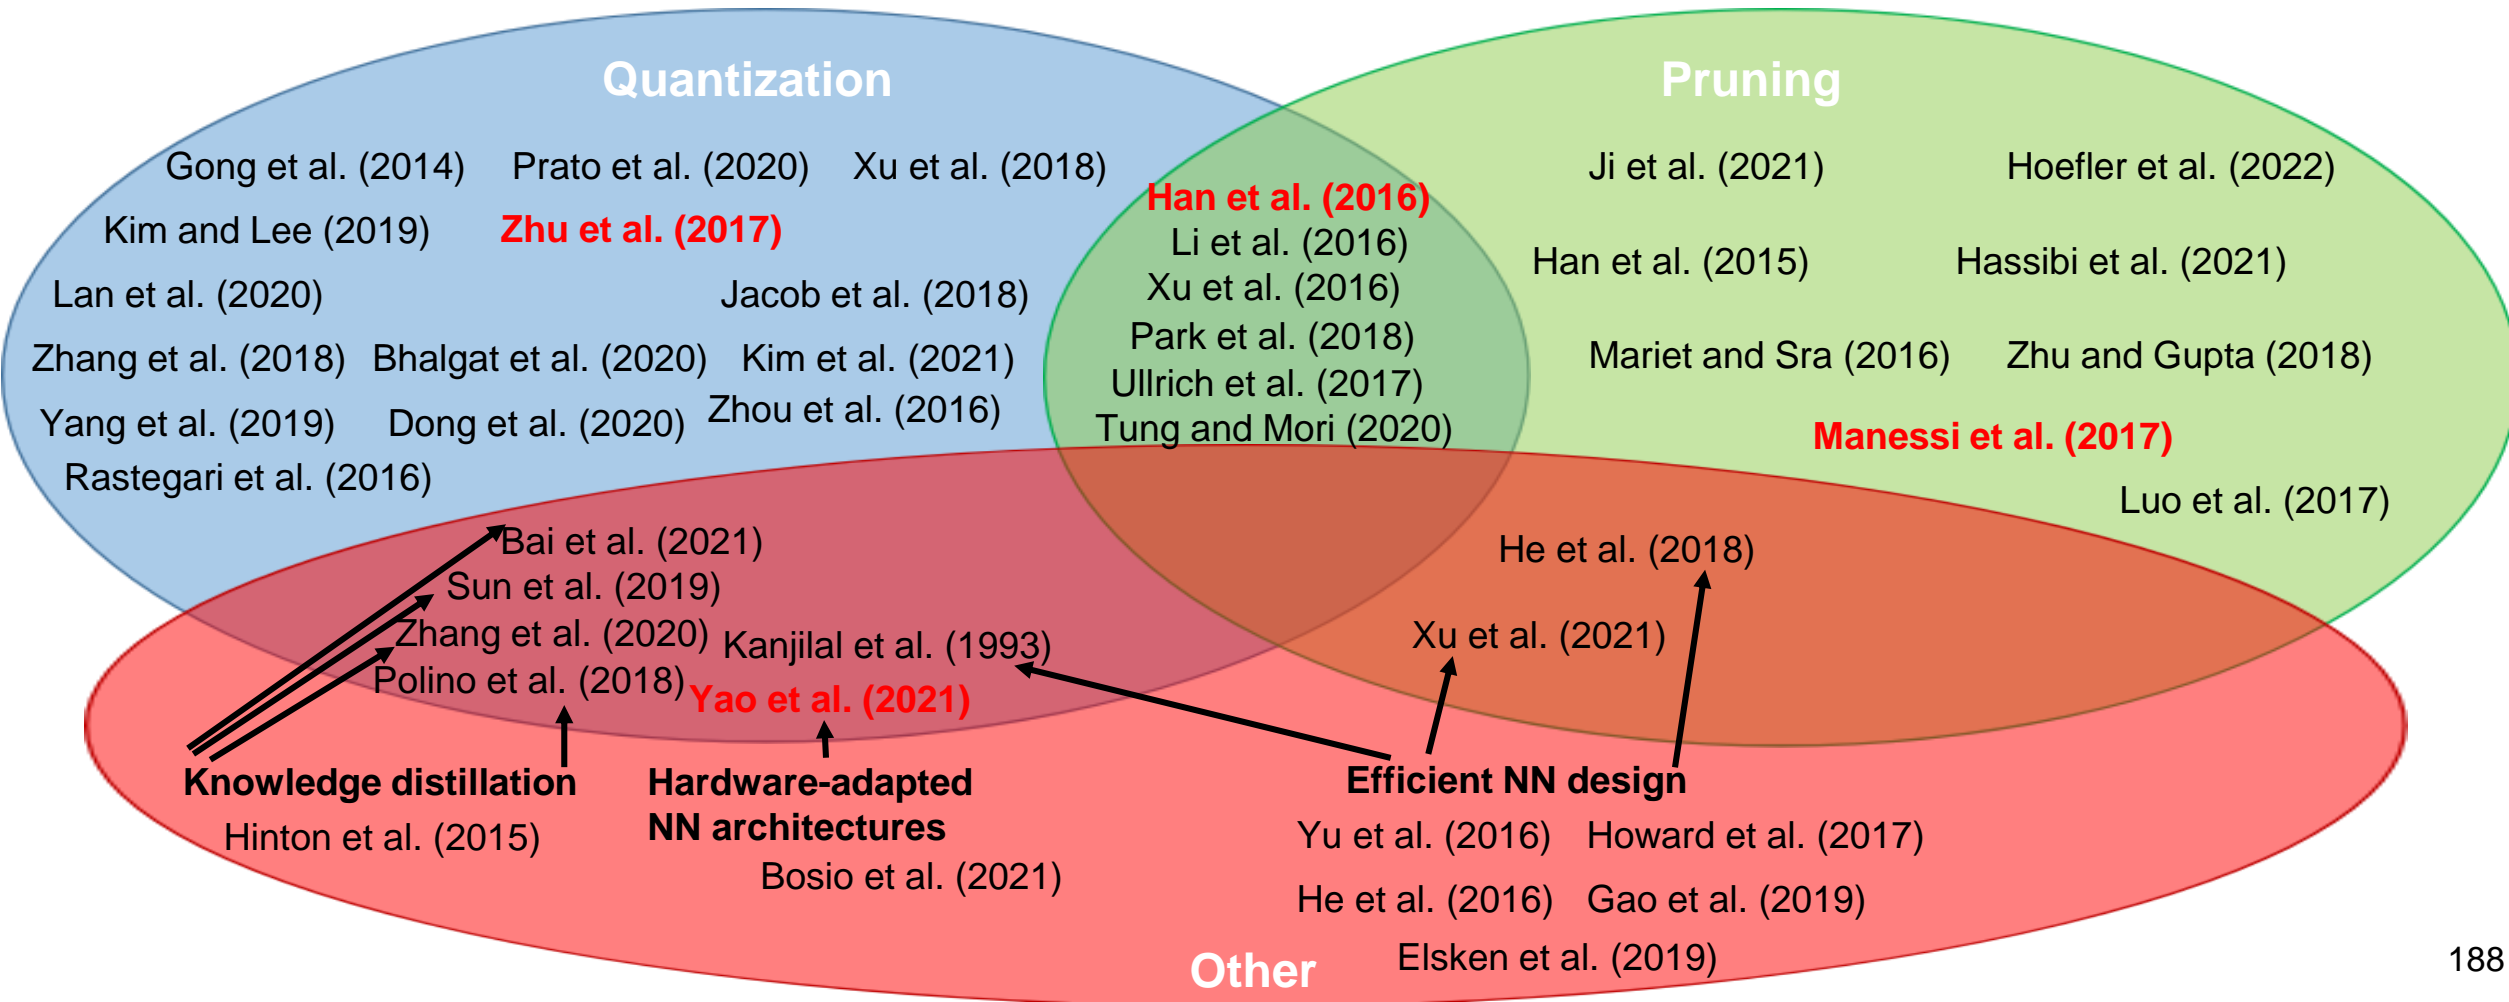 Quantization
Pruning
Gong et al. (2014)
Prato et al. (2020)
Xu et al. (2018)
Kim and Lee (2019)
Zhu et al. (2017)
Lan et al. (2020)
Jacob et al. (2018)
Zhang et al. (2018)
Bhalgat et al. (2020)
Kim et al. (2021)
Yang et al. (2019)
Dong et al. (2020)
Zhou et al. (2016)
Rastegari et al. (2016)
Han et al. (2016)
Li et al. (2016)
Xu et al. (2016)
Park et al. (2018)
Ullrich et al. (2017)
Tung and Mori (2020)
Ji et al. (2021)
Hoefler et al. (2022)
Han et al. (2015)
Hassibi et al. (2021)
Mariet and Sra (2016)
Zhu and Gupta (2018)
Manessi et al. (2017)
Luo et al. (2017)
Bai et al. (2021)
Sun et al. (2019)
Zhang et al. (2020)
Polino et al. (2018)
Kanjilal et al. (1993)
Yao et al. (2021)
He et al. (2018)
Xu et al. (2021)
Knowledge distillation
Hinton et al. (2015)
Hardware-adapted
NN architectures
Bosio et al. (2021)
Efficient NN design
Yu et al. (2016)
Howard et al. (2017)
He et al. (2016)
Gao et al. (2019)
Elsken et al. (2019)
Other
188